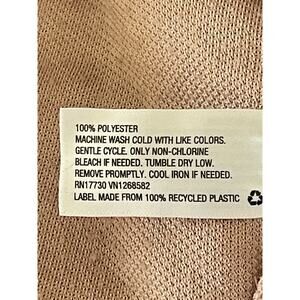 100% POLYESTER
MACHINE WASH COLD WITH LIKE COLORS.
GENTLE CYCLE. ONLY NON-CHLORINE
BLEACH IF NEEDED. TUMBLE DRY LOW.
REMOVE PROMPTLY. COOL IRON IF NEEDED.
RN17730 VN1268582
LABEL MADE FROM 100% RECYCLED PLASTIC